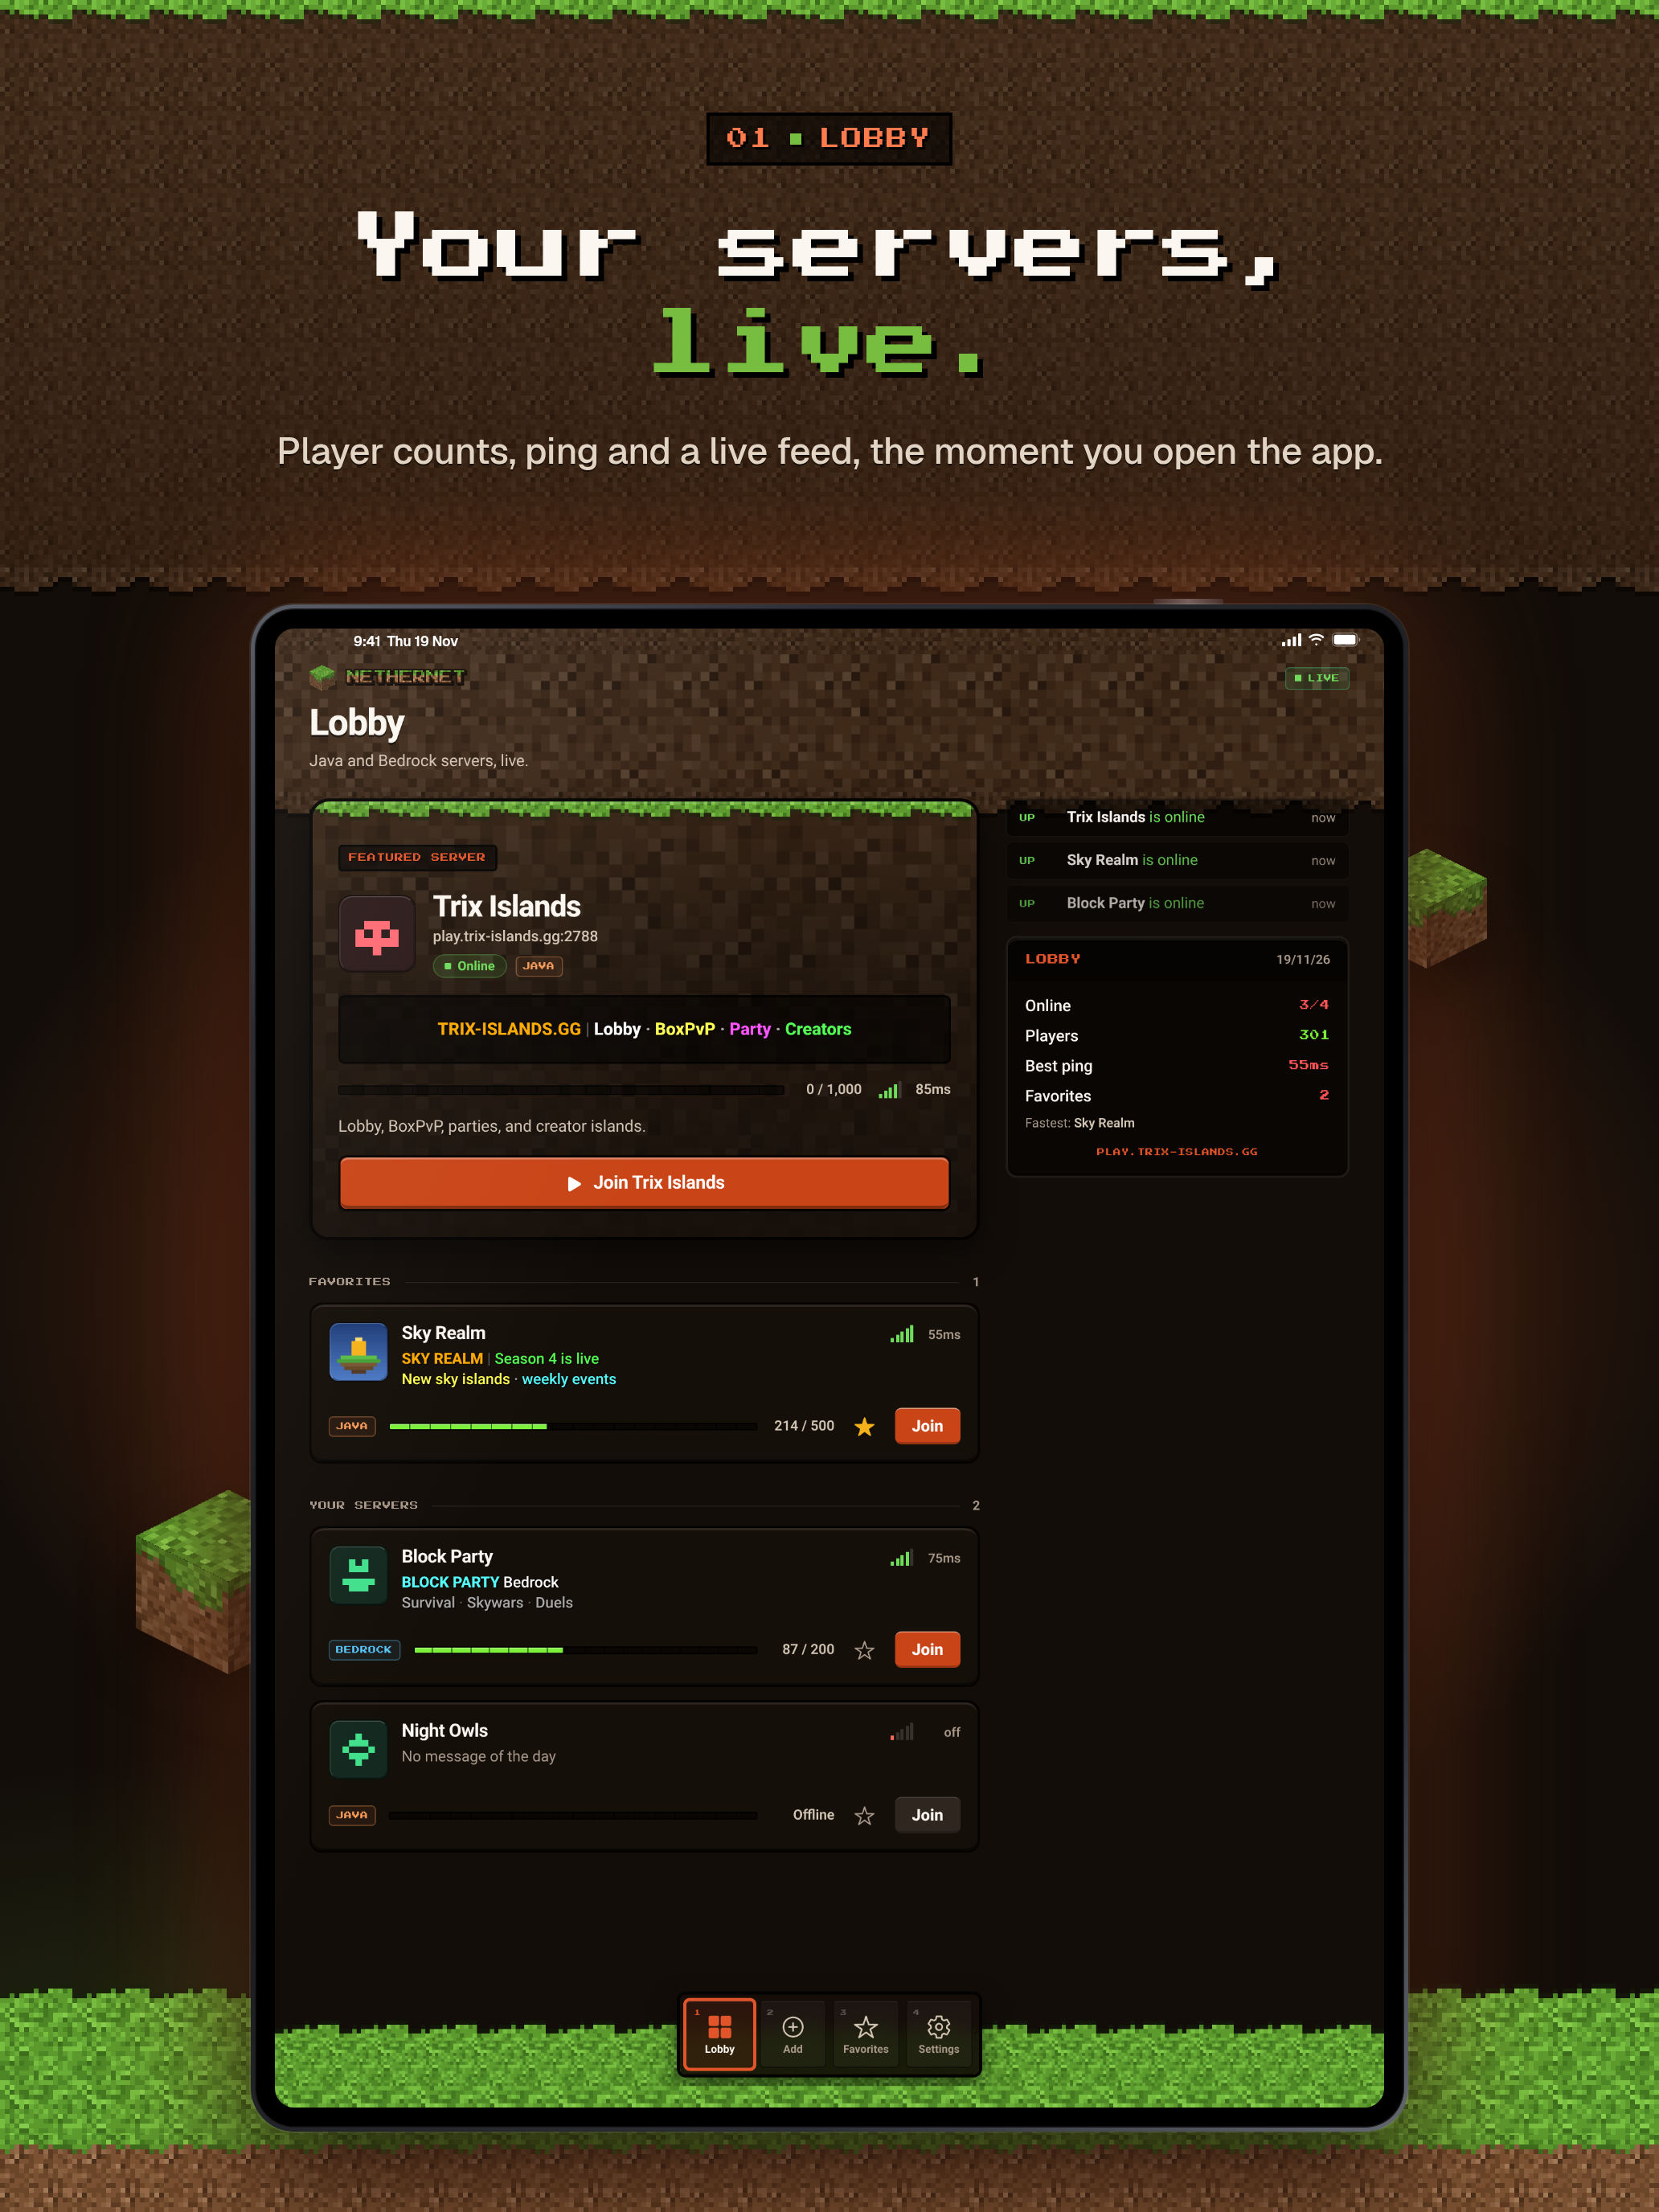 01 ▪ LOBBY
Your servers,
live.
Player counts, ping and a live feed, the moment you open the app.
9:41 Thu 19 Nov
NETHERNET
LIVE
Lobby
Java and Bedrock servers, live.
FEATURED SERVER
Trix Islands
play.trix-islands.gg:2788
Online JAVA
TRIX-ISLANDS.GG | Lobby · BoxPvP · Party · Creators
0 / 1,000 85ms
Lobby, BoxPvP, parties, and creator islands.
Join Trix Islands
UP Trix Islands is online now
UP Sky Realm is online now
UP Block Party is online now
LOBBY 19/11/26
Online 3/4
Players 301
Best ping 55ms
Favorites 2
Fastest: Sky Realm
PLAY.TRIX-ISLANDS.GG
FAVORITES 1
Sky Realm 55ms
SKY REALM | Season 4 is live
New sky islands · weekly events
JAVA 214 / 500 Join
YOUR SERVERS 2
Block Party 75ms
BLOCK PARTY Bedrock
Survival · Skywars · Duels
BEDROCK 87 / 200 Join
Night Owls off
No message of the day
JAVA Offline Join
1 2 3 4
Lobby Add Favorites Settings